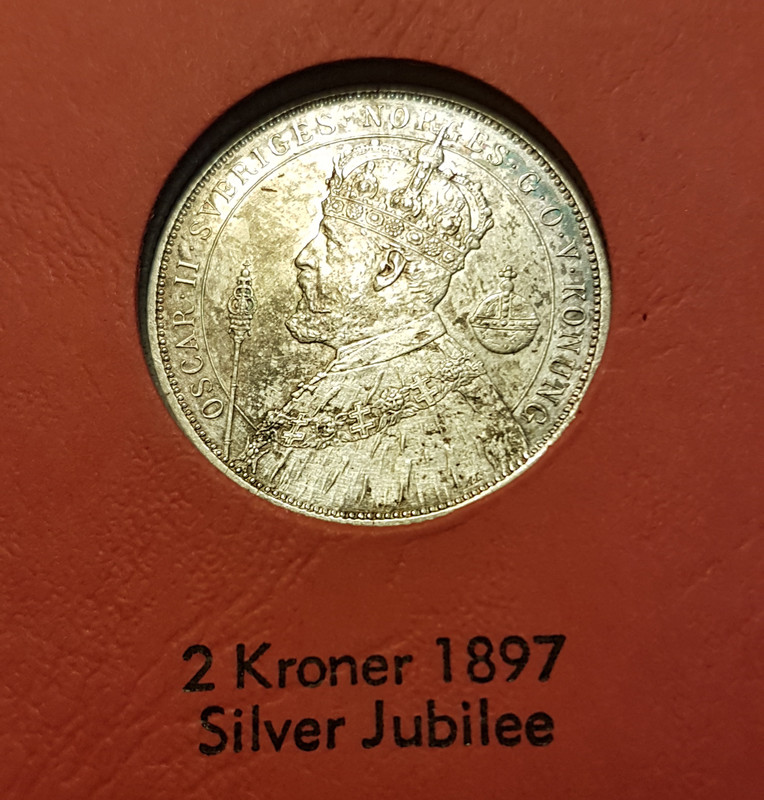 OSCAR·II·SVERIGES·NORGES·G·O·V·KONUNG
2 Kroner 1897
Silver Jubilee